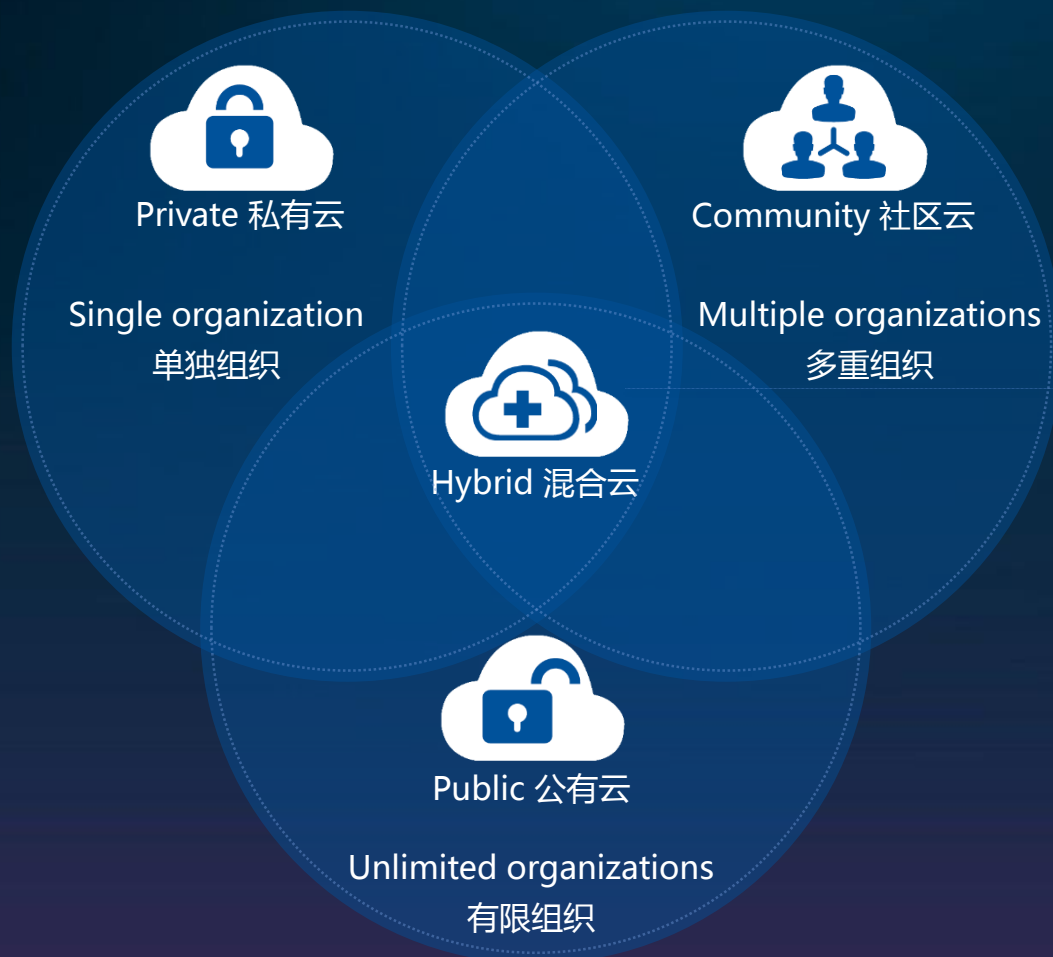 Private 私有云
Single organization
单独组织
Community 社区云
Multiple organizations
多重组织
Hybrid 混合云
Public 公有云
Unlimited organizations
有限组织